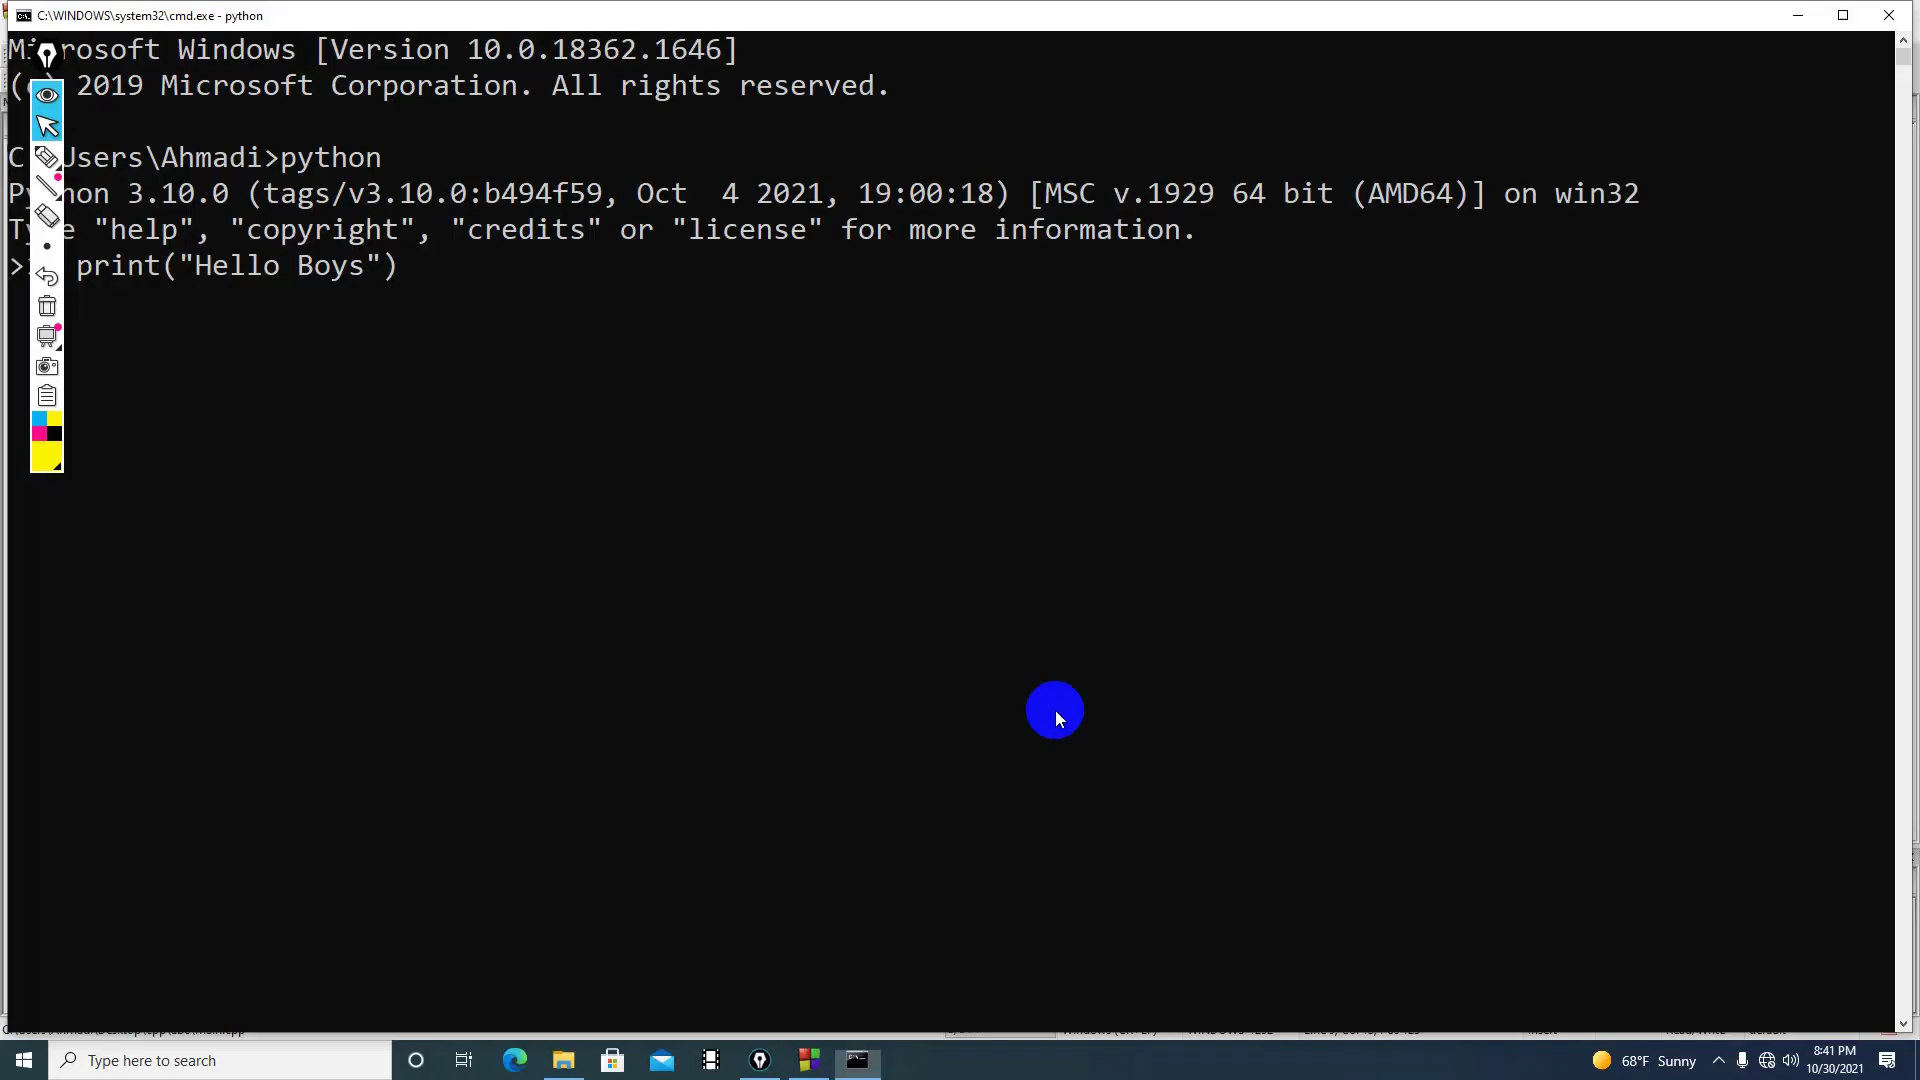 C:\WINDOWS\system32\cmd.exe - python
Microsoft Windows [Version 10.0.18362.1646]
(c) 2019 Microsoft Corporation. All rights reserved.
C:\Users\Ahmadi>python
Python 3.10.0 (tags/v3.10.0:b494f59, Oct  4 2021, 19:00:18) [MSC v.1929 64 bit (AMD64)] on win32
Type "help", "copyright", "credits" or "license" for more information.
>>> print("Hello Boys")
Type here to search
68°F Sunny
8:41 PM
10/30/2021